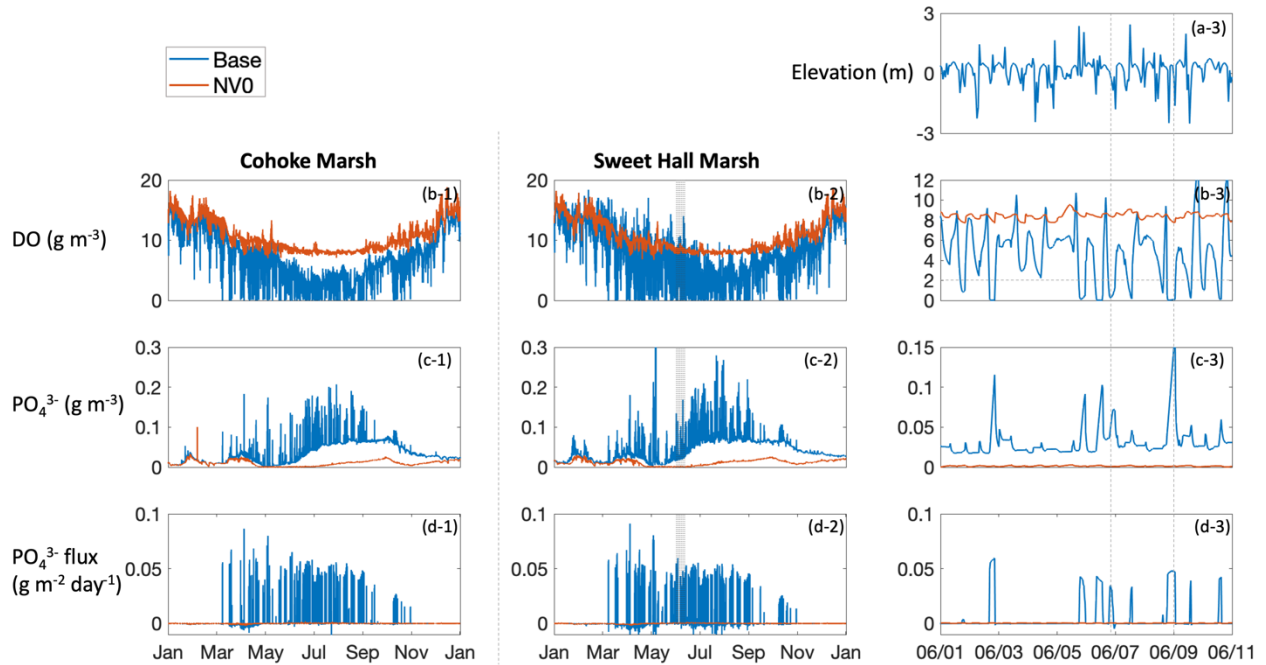 Base
NV0
3
0
-3
(a-3)
Elevation (m)
Cohoke Marsh
Sweet Hall Marsh
DO (g m⁻³)
20
10
0
(b-1)
20
10
0
(b-2)
12
10
8
6
4
2
0
(b-3)
PO₄³⁻ (g m⁻³)
0.3
0.2
0.1
0
(c-1)
0.3
0.2
0.1
0
(c-2)
0.15
0.1
0.05
0
(c-3)
PO₄³⁻ flux
(g m⁻² day⁻¹)
0.1
0.05
0
(d-1)
0.1
0.05
0
(d-2)
0.1
0.05
0
(d-3)
Jan Mar May Jul Sep Nov Jan
Jan Mar May Jul Sep Nov Jan
06/01 06/03 06/05 06/07 06/09 06/11